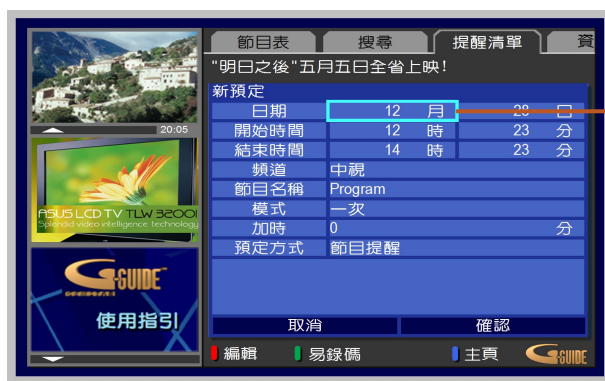 節目表 搜尋 提醒清單 資
"明日之後"五月五日全省上映!
新預定
日期 12 月 28 日
開始時間 12 時 23 分
結束時間 14 時 23 分
頻道 中視
節目名稱 Program
模式 一次
加時 0 分
預定方式 節目提醒
取消 確認
編輯 易錄碼 主頁 G-GUIDE
20:05
ASUS LCD TV TLW 32001
Splendid video intelligence technology
G-GUIDE
使用指引